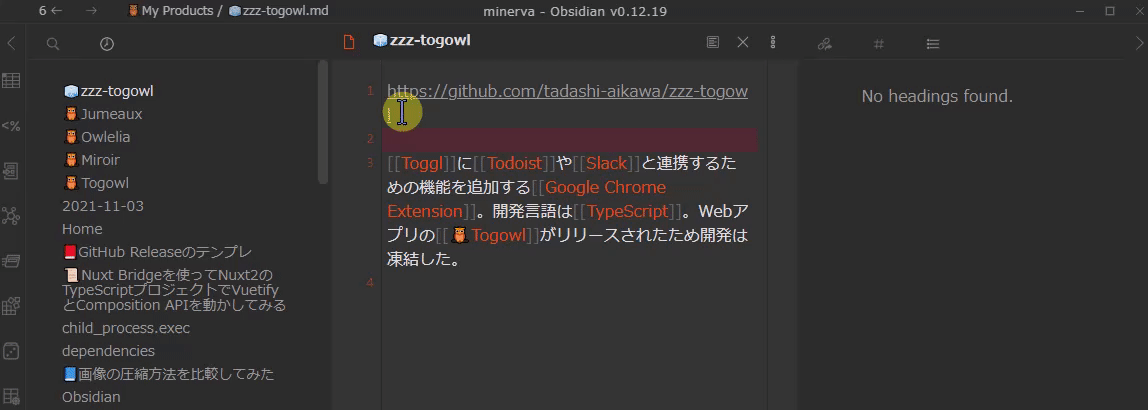 6 ← → 🦉My Products / 🧊zzz-togowl.md
minerva - Obsidian v0.12.19
🧊zzz-togowl
🦉Jumeaux
🦉Owlelia
🦉Miroir
🦉Togowl
2021-11-03
Home
📕GitHub Releaseのテンプレ
📜Nuxt Bridgeを使ってNuxt2の
TypeScriptプロジェクトでVuetify
とComposition APIを動かしてみる
child_process.exec
dependencies
📘画像の圧縮方法を比較してみた
Obsidian
🧊zzz-togowl
1 https://github.com/tadashi-aikawa/zzz-togow
l
2
3 [[Toggl]]に[[Todoist]]や[[Slack]]と連携するた
めの機能を追加する[[Google Chrome
Extension]]。開発言語は[[TypeScript]]。Webア
プリの[[🦉Togowl]]がリリースされたため開発は
凍結した。
4
No headings found.